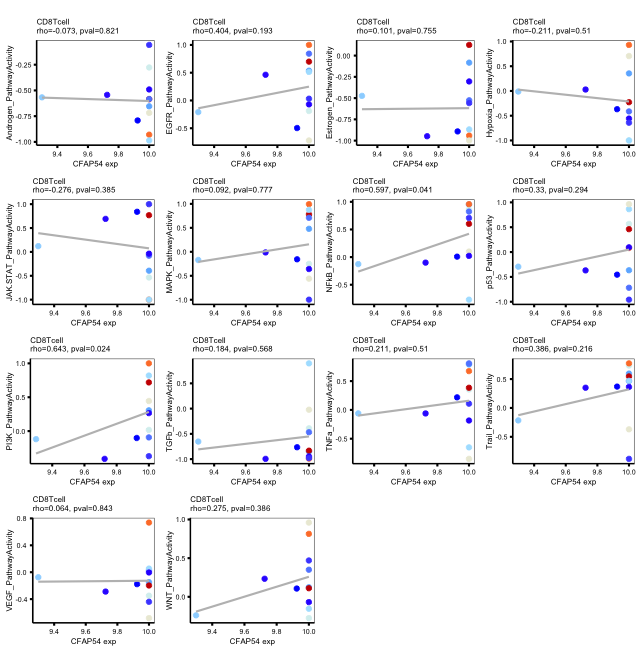 CD8Tcell
rho=-0.073, pval=0.821
Androgen_PathwayActivity
-0.25
-0.50
-0.75
-1.00
9.4 9.6 9.8 10.0
CFAP54 exp
CD8Tcell
rho=0.404, pval=0.193
EGFR_PathwayActivity
1.0
0.5
0.0
-0.5
9.4 9.6 9.8 10.0
CFAP54 exp
CD8Tcell
rho=0.101, pval=0.755
Estrogen_PathwayActivity
0.00
-0.25
-0.50
-0.75
-1.00
9.4 9.6 9.8 10.0
CFAP54 exp
CD8Tcell
rho=-0.211, pval=0.51
Hypoxia_PathwayActivity
1.0
0.5
0.0
-0.5
-1.0
9.4 9.6 9.8 10.0
CFAP54 exp
CD8Tcell
rho=-0.276, pval=0.385
JAK.STAT_PathwayActivity
1.0
0.5
0.0
-0.5
-1.0
9.4 9.6 9.8 10.0
CFAP54 exp
CD8Tcell
rho=0.092, pval=0.777
MAPK_PathwayActivity
1.0
0.5
0.0
-0.5
-1.0
9.4 9.6 9.8 10.0
CFAP54 exp
CD8Tcell
rho=0.597, pval=0.041
NFkB_PathwayActivity
1.0
0.5
0.0
-0.5
9.4 9.6 9.8 10.0
CFAP54 exp
CD8Tcell
rho=0.33, pval=0.294
p53_PathwayActivity
1.0
0.5
0.0
-0.5
-1.0
9.4 9.6 9.8 10.0
CFAP54 exp
CD8Tcell
rho=0.643, pval=0.024
PI3K_PathwayActivity
1.0
0.5
0.0
9.4 9.6 9.8 10.0
CFAP54 exp
CD8Tcell
rho=0.184, pval=0.568
TGFb_PathwayActivity
0.5
0.0
-0.5
-1.0
9.4 9.6 9.8 10.0
CFAP54 exp
CD8Tcell
rho=0.211, pval=0.51
TNFa_PathwayActivity
0.5
0.0
-0.5
9.4 9.6 9.8 10.0
CFAP54 exp
CD8Tcell
rho=0.386, pval=0.216
Trail_PathwayActivity
0.5
0.0
-0.5
9.4 9.6 9.8 10.0
CFAP54 exp
CD8Tcell
rho=0.064, pval=0.843
VEGF_PathwayActivity
0.8
0.4
0.0
-0.4
9.4 9.6 9.8 10.0
CFAP54 exp
CD8Tcell
rho=0.275, pval=0.386
WNT_PathwayActivity
1.0
0.5
0.0
9.4 9.6 9.8 10.0
CFAP54 exp